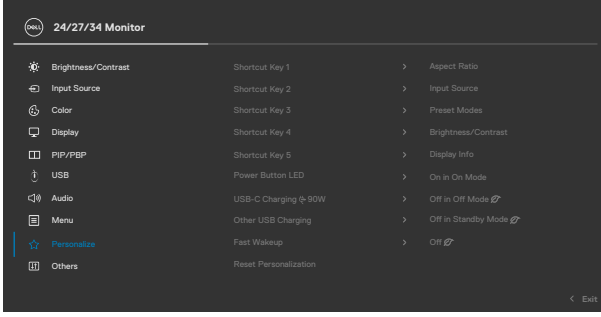 DELL 24/27/34 Monitor
Brightness/Contrast Shortcut Key 1 > Aspect Ratio
Input Source Shortcut Key 2 > Input Source
Color Shortcut Key 3 > Preset Modes
Display Shortcut Key 4 > Brightness/Contrast
PIP/PBP Shortcut Key 5 > Display Info
USB Power Button LED > On in On Mode
Audio USB-C Charging 90W > Off in Off Mode
Menu Other USB Charging > Off in Standby Mode
Personalize Fast Wakeup > Off
Others Reset Personalization
< Exit